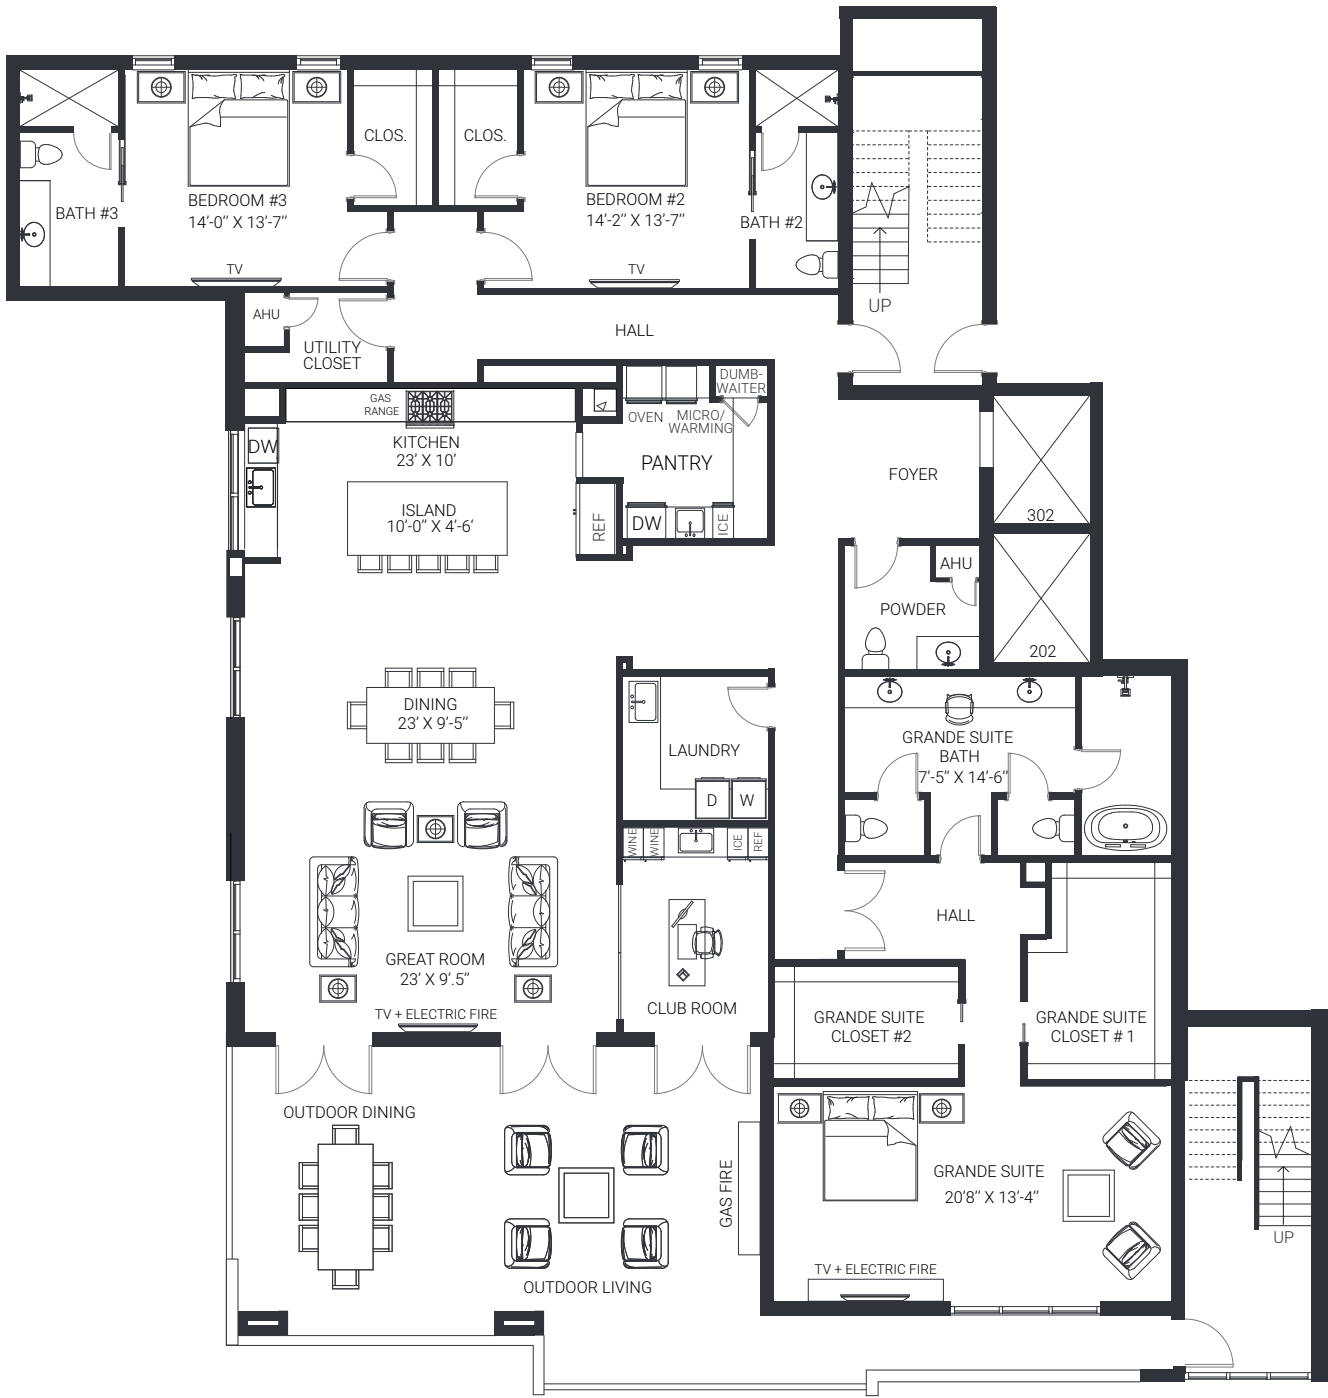 CLOS.
CLOS.
BEDROOM #3
14'-0" X 13'-7"
BEDROOM #2
14'-2" X 13'-7"
BATH #3
BATH #2
TV
TV
UP
AHU
HALL
UTILITY
CLOSET
DUMB-
WAITER
GAS
RANGE
OVEN
MICRO/
WARMING
DW
KITCHEN
23' X 10'
PANTRY
FOYER
ISLAND
10'-0" X 4'-6'
REF
DW
ICE
302
AHU
POWDER
202
DINING
23' X 9'-5"
LAUNDRY
D
W
GRANDE SUITE
BATH
7'-5" X 14'-6"
WINE
WINE
ICE
REF
HALL
GREAT ROOM
23' X 9'.5"
TV + ELECTRIC FIRE
CLUB ROOM
GRANDE SUITE
CLOSET #2
GRANDE SUITE
CLOSET # 1
OUTDOOR DINING
GAS FIRE
GRANDE SUITE
20'8" X 13'-4"
UP
TV + ELECTRIC FIRE
OUTDOOR LIVING